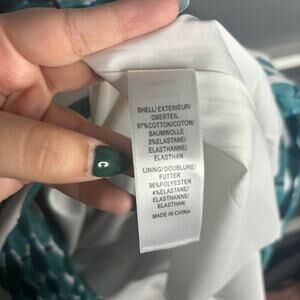 SHELL/ EXTERIEUR/
OBERTEIL
97%COTTON/COTON/
BAUMWOLLE
3%ELASTANE/
ELASTHANNE/
ELASTHAN
LINING/ DOUBLURE/
FUTTER
96%POLYESTER
4%ELASTANE/
ELASTHANNE/
ELASTHAN
MADE IN CHINA